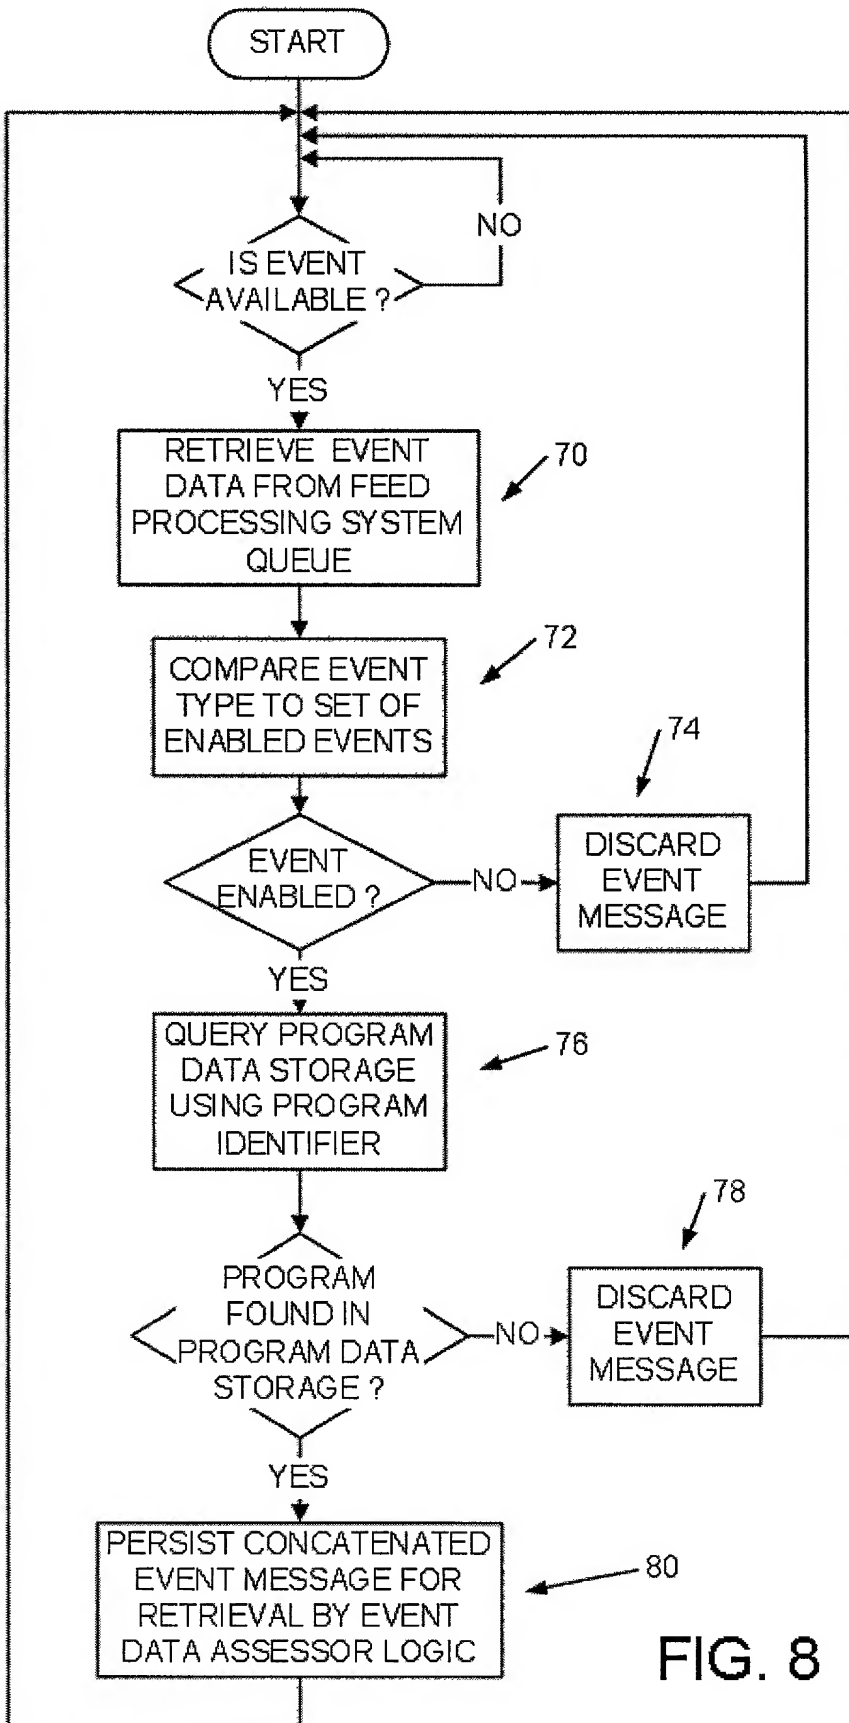 START
NO
IS EVENT
AVAILABLE ?
YES
RETRIEVE EVENT
DATA FROM FEED
PROCESSING SYSTEM
QUEUE
70
COMPARE EVENT
TYPE TO SET OF
ENABLED EVENTS
72
EVENT
ENABLED ?
NO
DISCARD
EVENT
MESSAGE
74
YES
QUERY PROGRAM
DATA STORAGE
USING PROGRAM
IDENTIFIER
76
PROGRAM
FOUND IN
PROGRAM DATA
STORAGE ?
NO
DISCARD
EVENT
MESSAGE
78
YES
PERSIST CONCATENATED
EVENT MESSAGE FOR
RETRIEVAL BY EVENT
DATA ASSESSOR LOGIC
80
FIG. 8